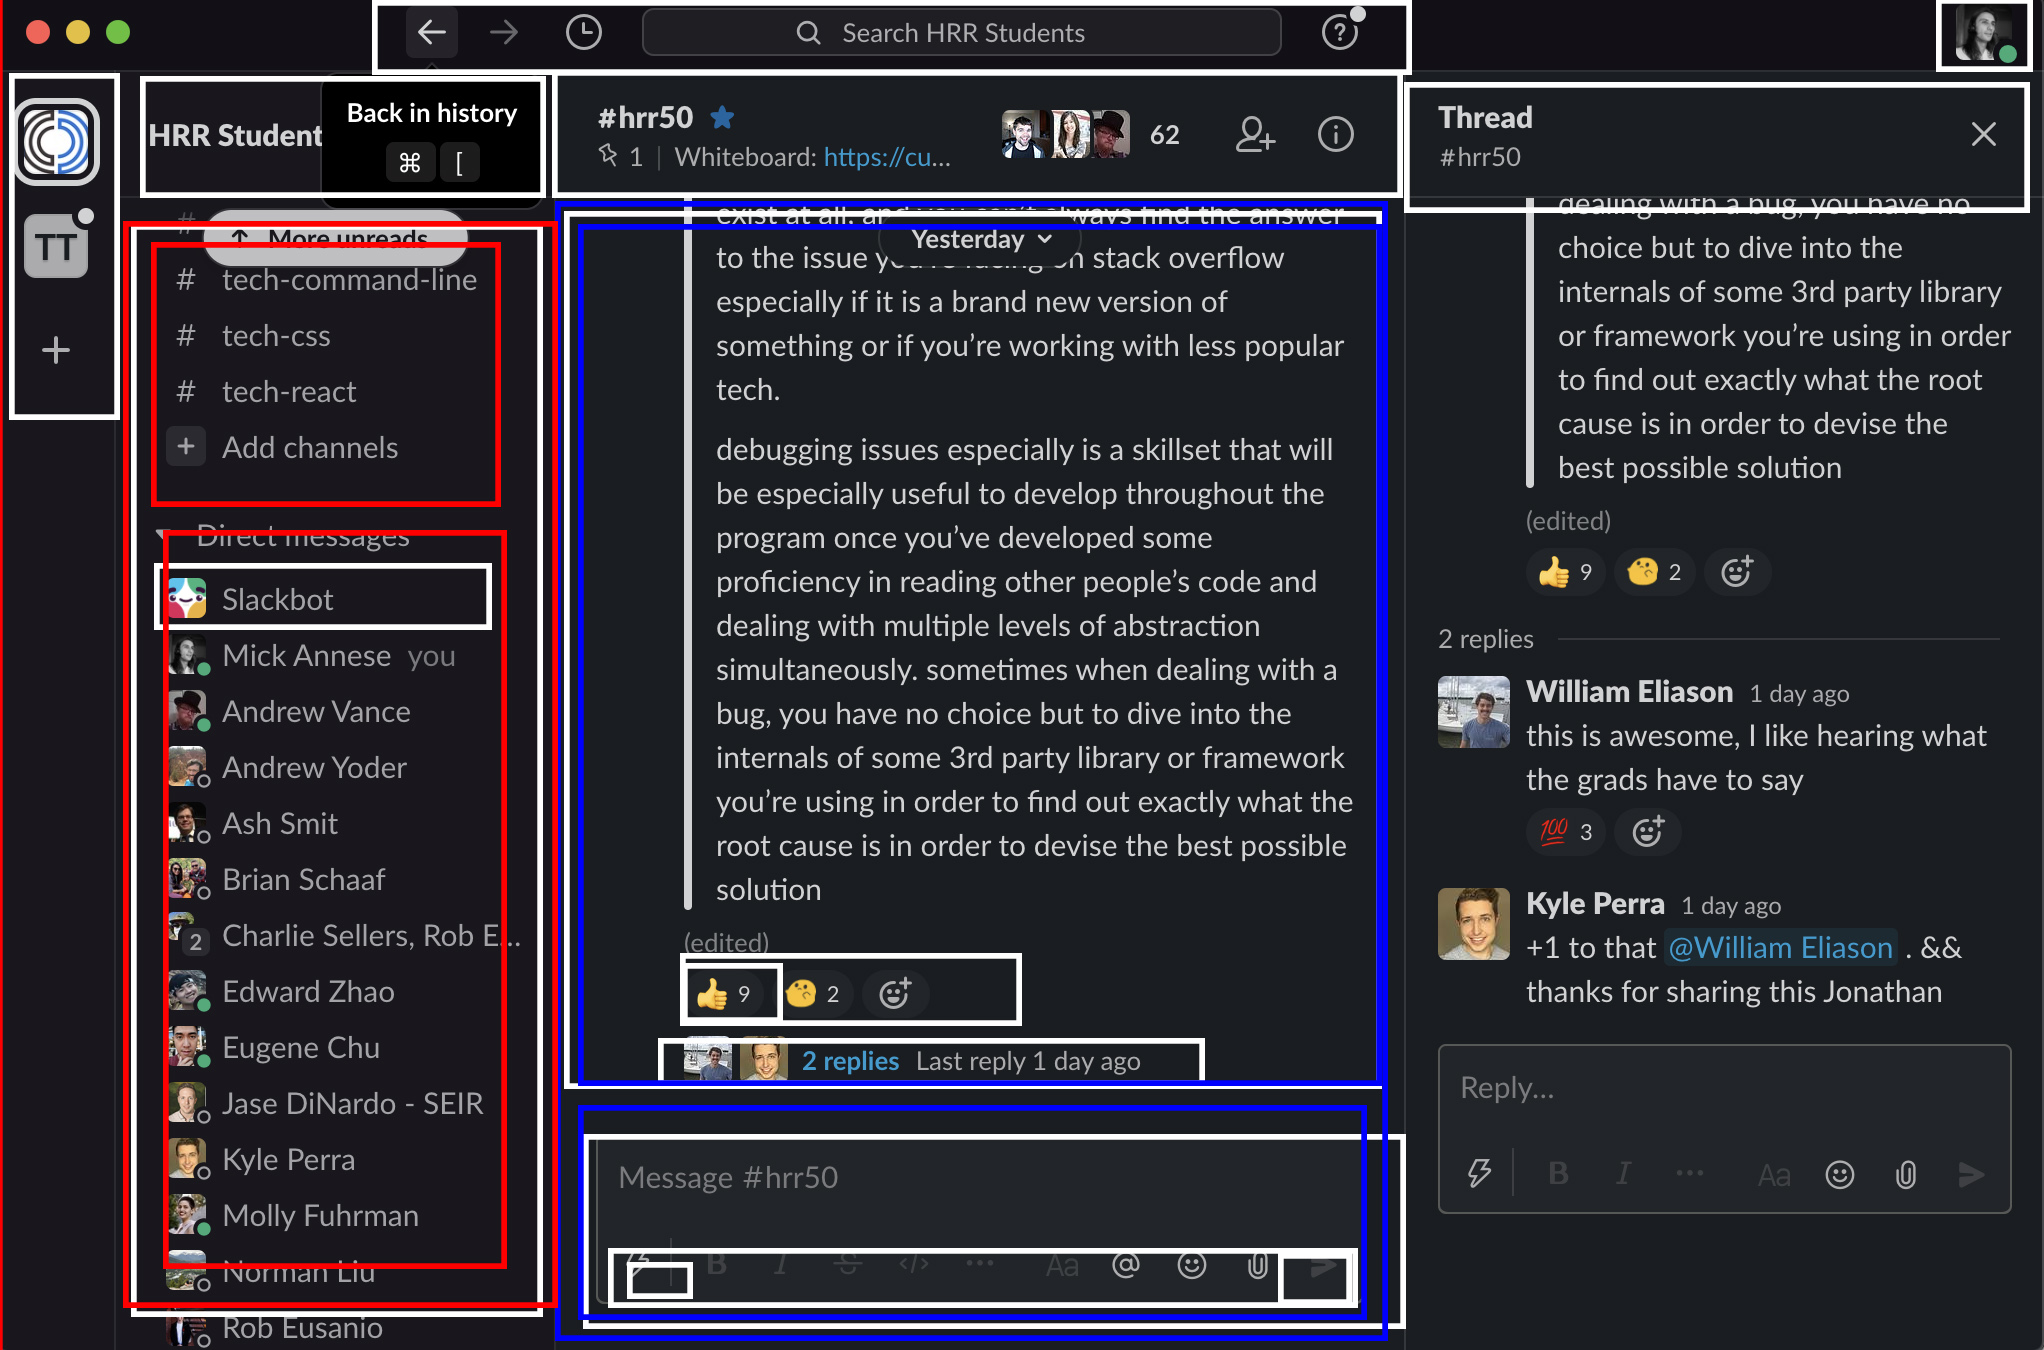 Search HRR Students
?
Back in history
⌘ [
HRR Student
TT
+
#
↑ More unreads
# tech-command-line
# tech-css
# tech-react
+ Add channels
Direct messages
Slackbot
Mick Annese you
Andrew Vance
Andrew Yoder
Ash Smit
Brian Schaaf
2 Charlie Sellers, Rob E...
Edward Zhao
Eugene Chu
Jase DiNardo - SEIR
Kyle Perra
Molly Fuhrman
Norman Liu
Rob Eusanio
#hrr50
1 | Whiteboard: https://cu...
62
Yesterday
exist at all. and you can't always find the answer
to the issue you're facing on stack overflow
especially if it is a brand new version of
something or if you're working with less popular
tech.
debugging issues especially is a skillset that will
be especially useful to develop throughout the
program once you've developed some
proficiency in reading other people's code and
dealing with multiple levels of abstraction
simultaneously. sometimes when dealing with a
bug, you have no choice but to dive into the
internals of some 3rd party library or framework
you're using in order to find out exactly what the
root cause is in order to devise the best possible
solution
(edited)
👍 9 2
2 replies Last reply 1 day ago
Message #hrr50
B I S </> ... Aa @
Thread
#hrr50
dealing with a bug, you have no
choice but to dive into the
internals of some 3rd party library
or framework you're using in order
to find out exactly what the root
cause is in order to devise the
best possible solution
(edited)
👍 9 2
2 replies
William Eliason 1 day ago
this is awesome, I like hearing what
the grads have to say
💯 3
Kyle Perra 1 day ago
+1 to that @William Eliason . &&
thanks for sharing this Jonathan
Reply...
B I ... Aa